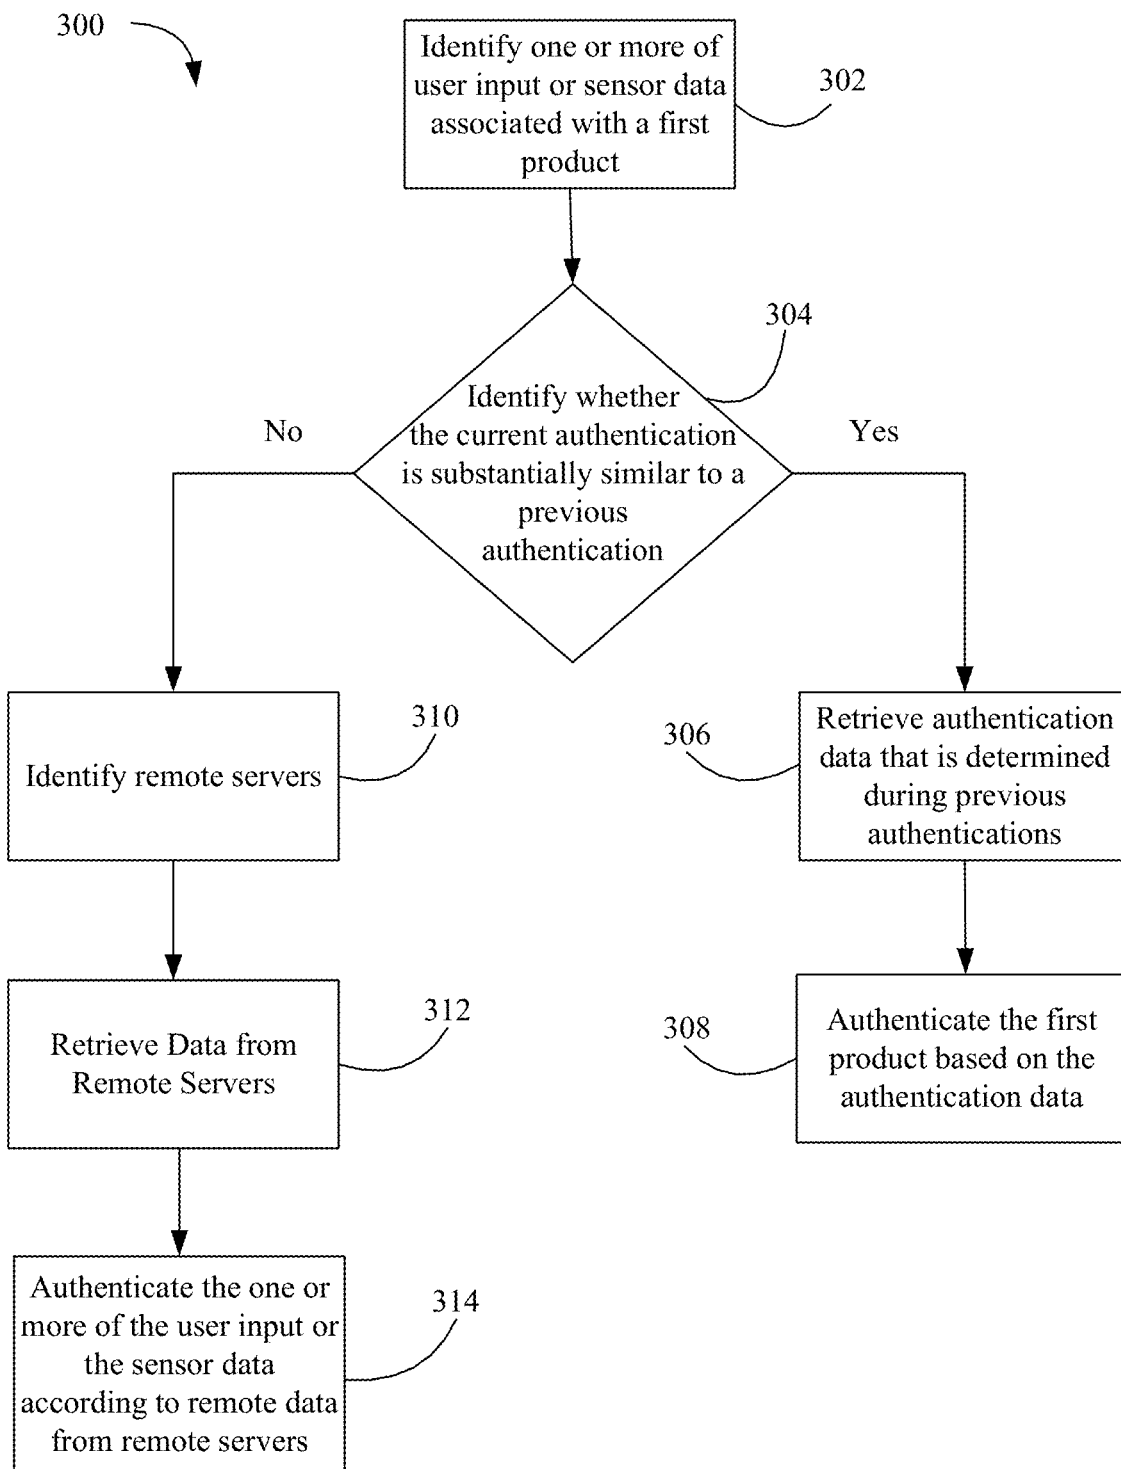 300
Identify one or more of
user input or sensor data
associated with a first
product
302
304
Identify whether
the current authentication
is substantially similar to a
previous
authentication
No
Yes
Identify remote servers
310
Retrieve authentication
data that is determined
during previous
authentications
306
Retrieve Data from
Remote Servers
312
Authenticate the first
product based on the
authentication data
308
Authenticate the one or
more of the user input or
the sensor data
according to remote data
from remote servers
314